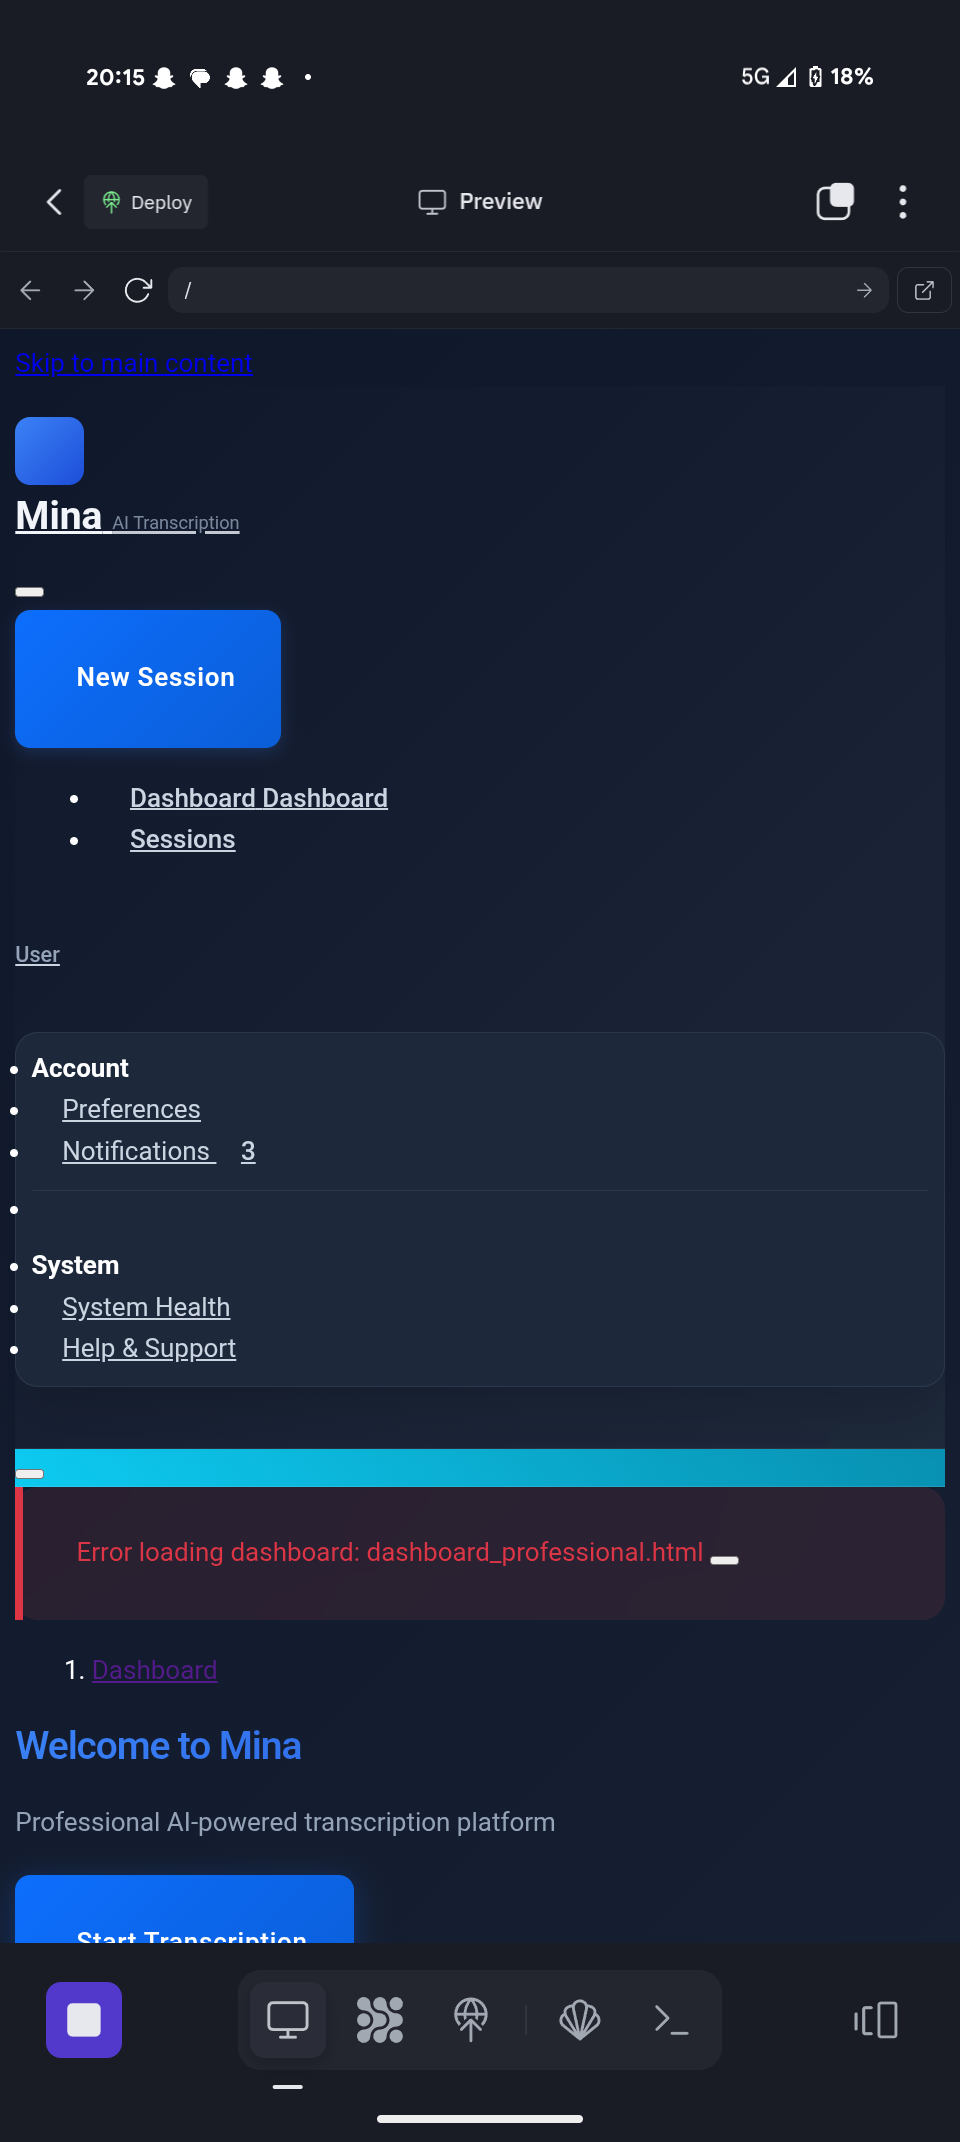 20:15
5G 18%
Deploy
Preview
/
Skip to main content
Mina AI Transcription
New Session
Dashboard Dashboard
Sessions
User
Account
Preferences
Notifications 3
System
System Health
Help & Support
Error loading dashboard: dashboard_professional.html
1. Dashboard
Welcome to Mina
Professional AI-powered transcription platform
Start Transcription